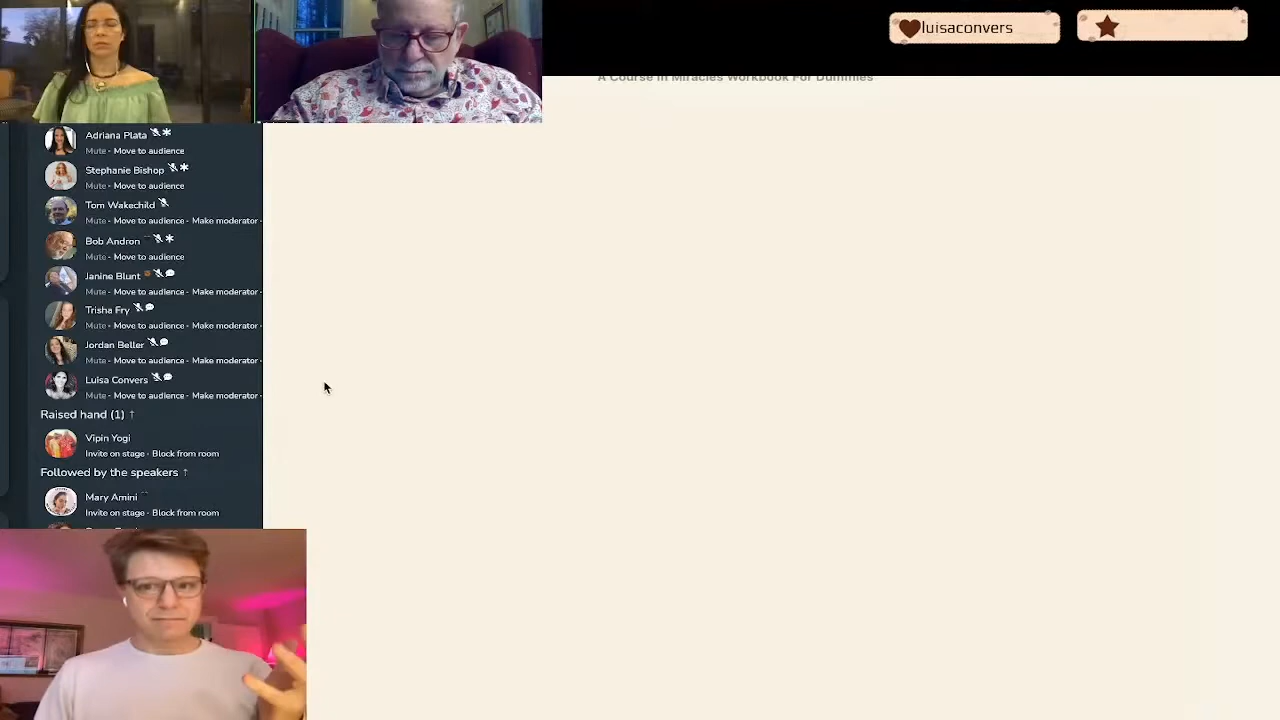 luisaconvers
A Course In Miracles Workbook For Dummies
Adriana Plata
Mute - Move to audience
Stephanie Bishop
Mute - Move to audience
Tom Wakechild
Mute - Move to audience - Make moderator -
Bob Andron
Mute - Move to audience
Janine Blunt
Mute - Move to audience - Make moderator -
Trisha Fry
Mute - Move to audience - Make moderator -
Jordan Beller
Mute - Move to audience - Make moderator -
Luisa Convers
Mute - Move to audience - Make moderator -
Raised hand (1) ↑
Vipin Yogi
Invite on stage - Block from room
Followed by the speakers ↑
Mary Amini
Invite on stage - Block from room